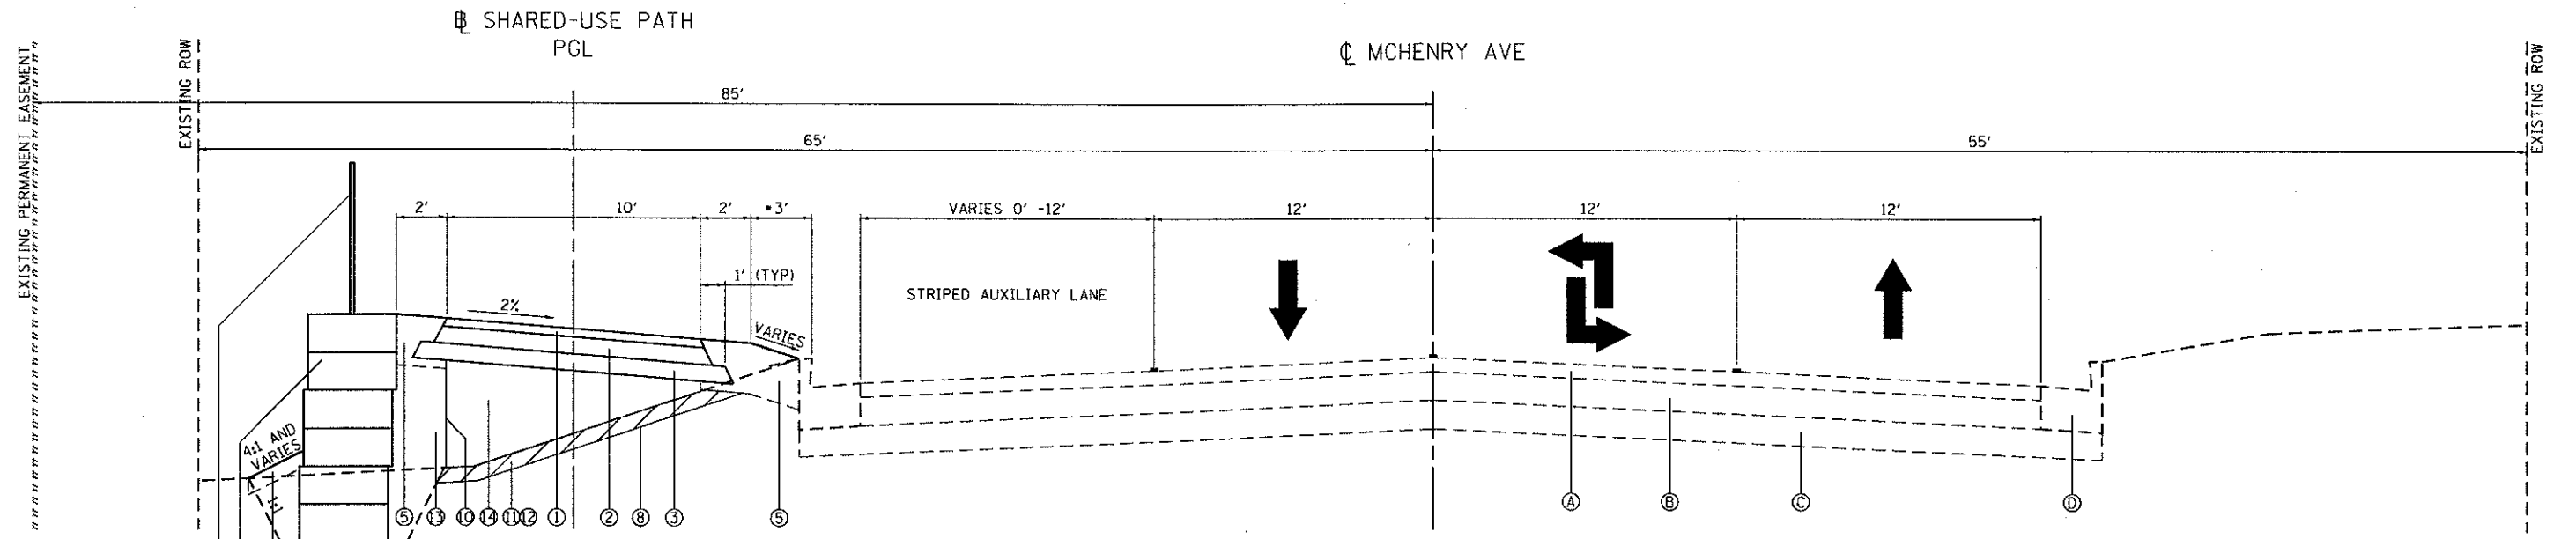 ℄ SHARED-USE PATH
PGL
℄ MCHENRY AVE
EXISTING PERMANENT EASEMENT
EXISTING ROW
EXISTING ROW
85'
65'
55'
2'
10'
2'
*3'
VARIES 0' -12'
12'
12'
12'
1' (TYP)
STRIPED AUXILIARY LANE
2%
VARIES
4:1 AND
VARIES
1:1
5 13 10 14 11 12 1 2 8 3 5
A B C D